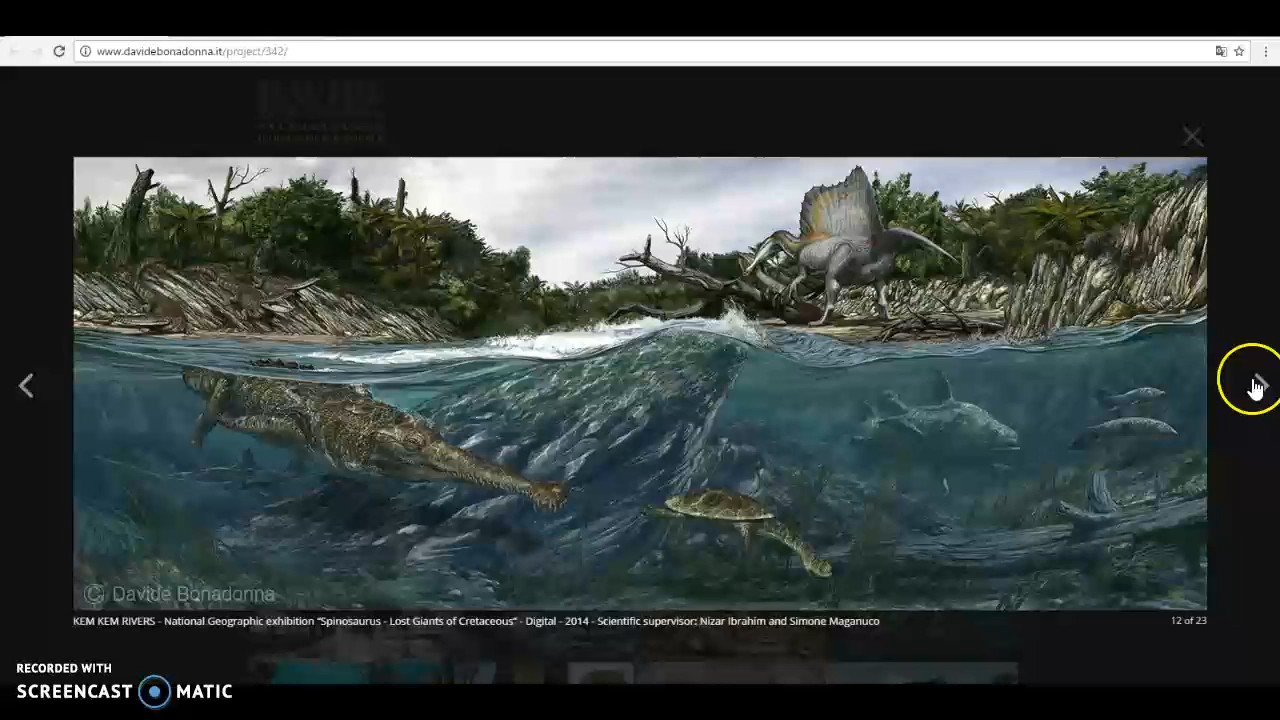 www.davidebonadonna.it/project/342/
© Davide Bonadonna
KEM KEM RIVERS - National Geographic exhibition "Spinosaurus - Lost Giants of Cretaceous" - Digital - 2014 - Scientific supervisor: Nizar Ibrahim and Simone Maganuco
12 of 23
RECORDED WITH
SCREENCAST MATIC